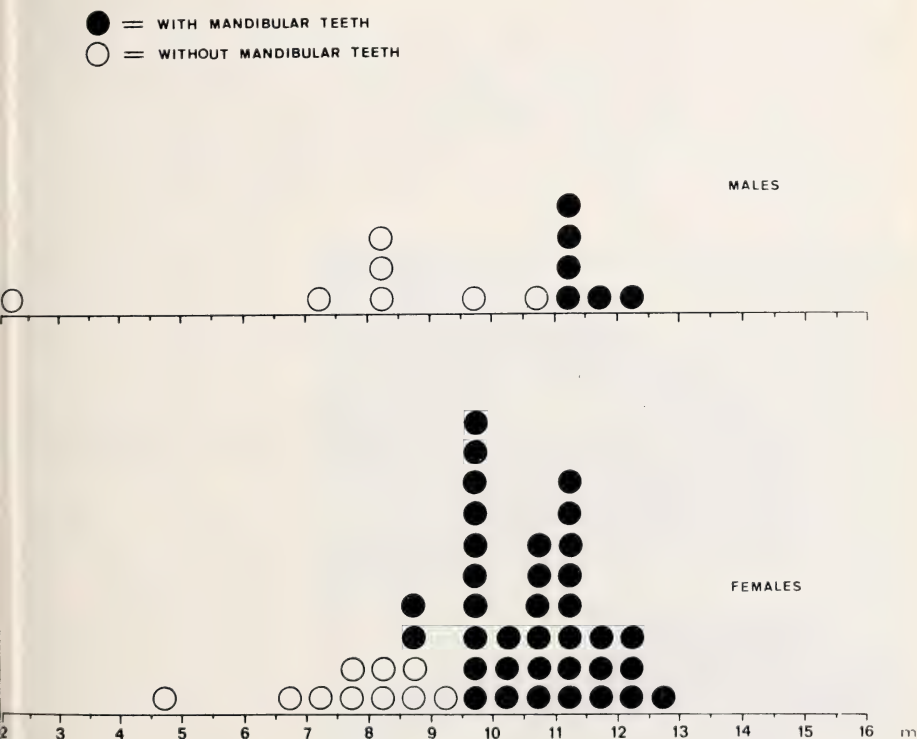 = WITH MANDIBULAR TEETH
= WITHOUT MANDIBULAR TEETH
MALES
FEMALES
2 3 4 5 6 7 8 9 10 11 12 13 14 15 16 m